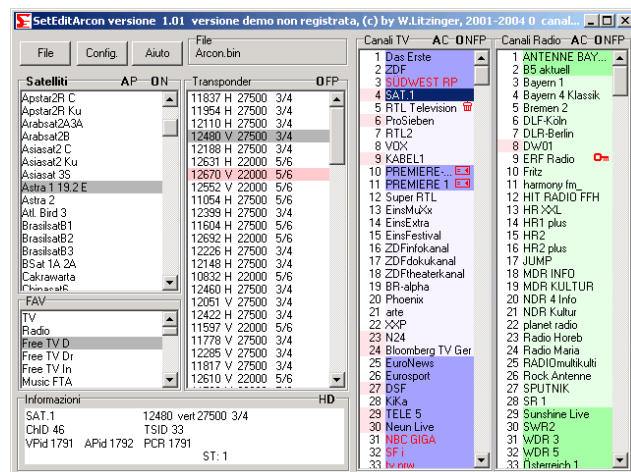 SetEditArcon versione 1.01 versione demo non registrata, (c) by W.Litzinger, 2001-2004 0 canal...
File
Config.
Aiuto
File
Arcon.bin
Satelliti AP ON
Apstar2R C
Apstar2R Ku
Arabsat2A3A
Arabsat2B
Asiasat2 C
Asiasat2 Ku
Asiasat 3S
Astra 1 19.2 E
Astra 2
Atl. Bird 3
BrasilsatB1
BrasilsatB2
BrasilsatB3
BSat 1A 2A
Cakrawarta
Chinasat6
FAV
TV
Radio
Free TV D
Free TV Dr
Free TV In
Music FTA
Transponder OFP
11837 H 27500 3/4
11954 H 27500 3/4
12110 H 27500 3/4
12480 V 27500 3/4
12188 H 27500 3/4
12631 H 22000 5/6
12670 V 22000 5/6
12552 V 22000 5/6
11054 H 27500 5/6
12399 H 27500 3/4
11604 H 27500 5/6
12692 H 22000 5/6
12226 H 27500 3/4
12148 H 27500 3/4
10832 H 22000 5/6
12460 H 27500 3/4
12051 V 27500 3/4
12422 H 27500 3/4
11597 V 22000 5/6
11778 V 27500 3/4
12285 V 27500 3/4
11817 V 27500 3/4
12610 V 22000 5/6
Informazioni HD
SAT.1 12480 vert 27500 3/4
ChID 46 TSID 33
VPid 1791 APid 1792 PCR 1791
ST: 1
Canali TV AC ONFP
1 Das Erste
2 ZDF
3 SÜDWEST RP
4 SAT.1
5 RTL Television
6 ProSieben
7 RTL2
8 VOX
9 KABEL1
10 PREMIERE-...
11 PREMIERE 1
12 Super RTL
13 EinsMuXx
14 EinsExtra
15 EinsFestival
16 ZDFinfokanal
17 ZDFdokukanal
18 ZDFtheaterkanal
19 BR-alpha
20 Phoenix
21 arte
22 XXP
23 N24
24 Bloomberg TV Ger
25 EuroNews
26 Eurosport
27 DSF
28 KiKa
29 TELE 5
30 Neun Live
31 NBC GIGA
32 SF i
33 tv.nrw
Canali Radio AC ONFP
1 ANTENNE BAY...
2 B5 aktuell
3 Bayern 1
4 Bayern 4 Klassik
5 Bremen 2
6 DLF-Köln
7 DLR-Berlin
8 DW01
9 ERF Radio
10 Fritz
11 harmony fm_
12 HIT RADIO FFH
13 HR XXL
14 HR1 plus
15 HR2
16 HR2 plus
17 JUMP
18 MDR INFO
19 MDR KULTUR
20 NDR 4 Info
21 NDR Kultur
22 planet radio
23 Radio Horeb
24 Radio Maria
25 RADIOmultikulti
26 Rock Antenne
27 SPUTNIK
28 SR 1
29 Sunshine Live
30 SWR2
31 WDR 3
32 WDR 5
33 Österreich 1